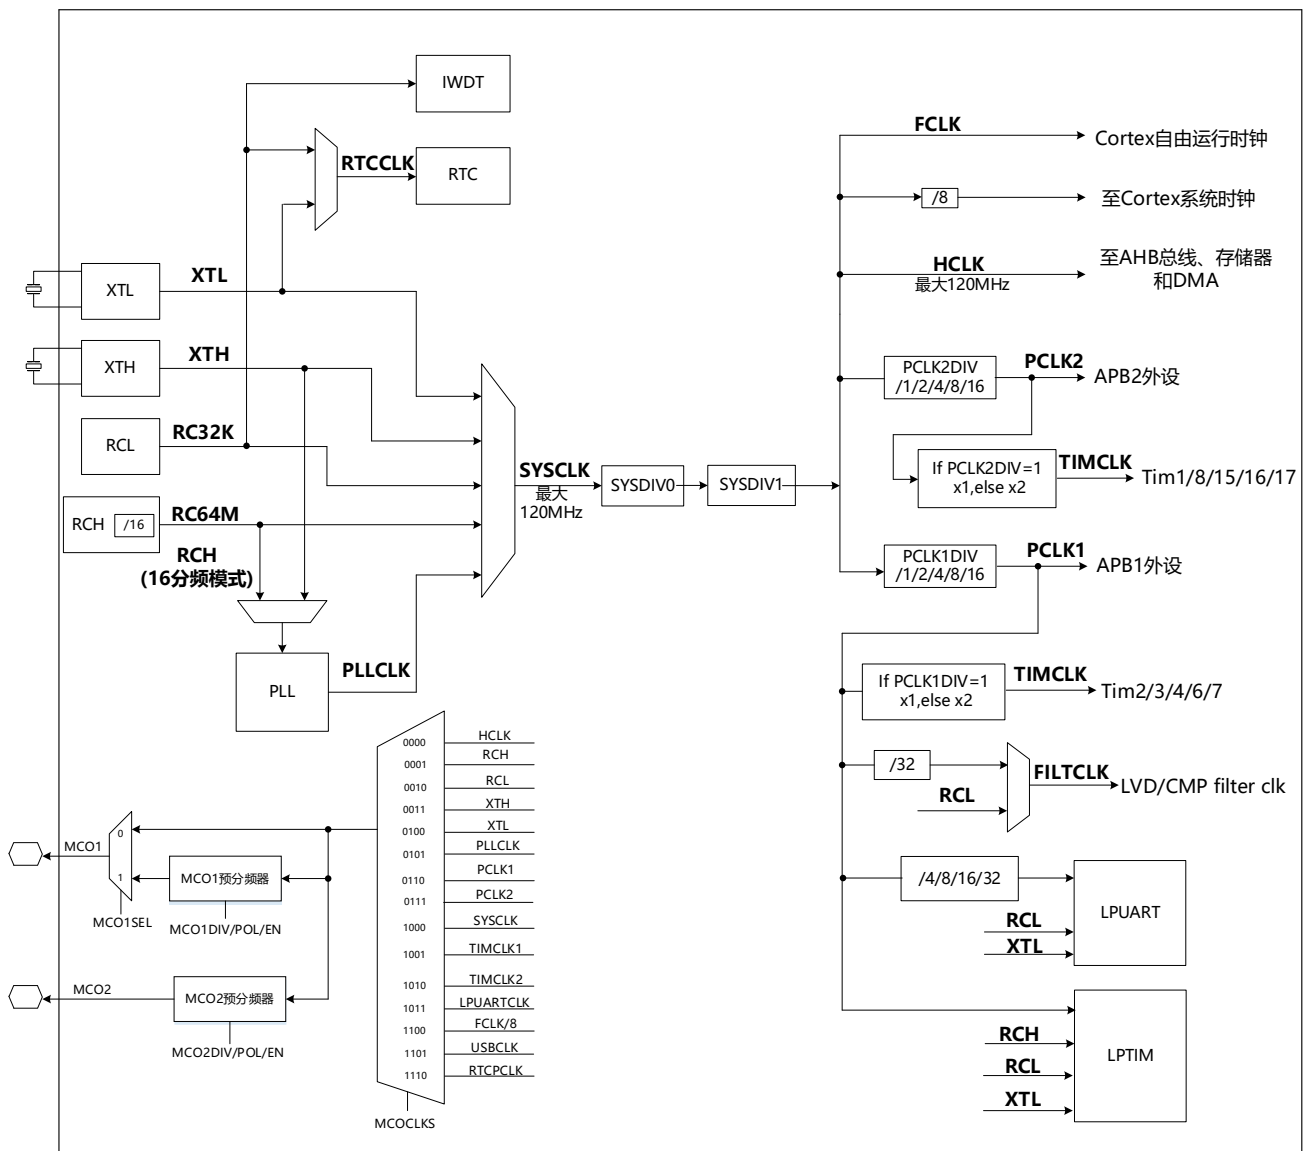 IWDT
RTCCLK
RTC
XTL
XTL
XTH
XTH
RCL
RC32K
RCH
/16
RC64M
RCH
(16分频模式)
PLL
PLLCLK
SYSCLK
最大
120MHz
SYSDIV0
SYSDIV1
FCLK
Cortex自由运行时钟
/8
至Cortex系统时钟
HCLK
最大120MHz
至AHB总线、存储器
和DMA
PCLK2DIV
/1/2/4/8/16
PCLK2
APB2外设
If PCLK2DIV=1
x1,else x2
TIMCLK
Tim1/8/15/16/17
PCLK1DIV
/1/2/4/8/16
PCLK1
APB1外设
If PCLK1DIV=1
x1,else x2
TIMCLK
Tim2/3/4/6/7
/32
RCL
FILTCLK
LVD/CMP filter clk
/4/8/16/32
RCL
XTL
LPUART
RCH
RCL
XTL
LPTIM
0000 HCLK
0001 RCH
0010 RCL
0011 XTH
0100 XTL
0101 PLLCLK
0110 PCLK1
0111 PCLK2
1000 SYSCLK
1001 TIMCLK1
1010 TIMCLK2
1011 LPUARTCLK
1100 FCLK/8
1101 USBCLK
1110 RTCPCLK
MCOCLKS
MCO1
0
1
MCO1SEL
MCO1预分频器
MCO1DIV/POL/EN
MCO2
MCO2预分频器
MCO2DIV/POL/EN